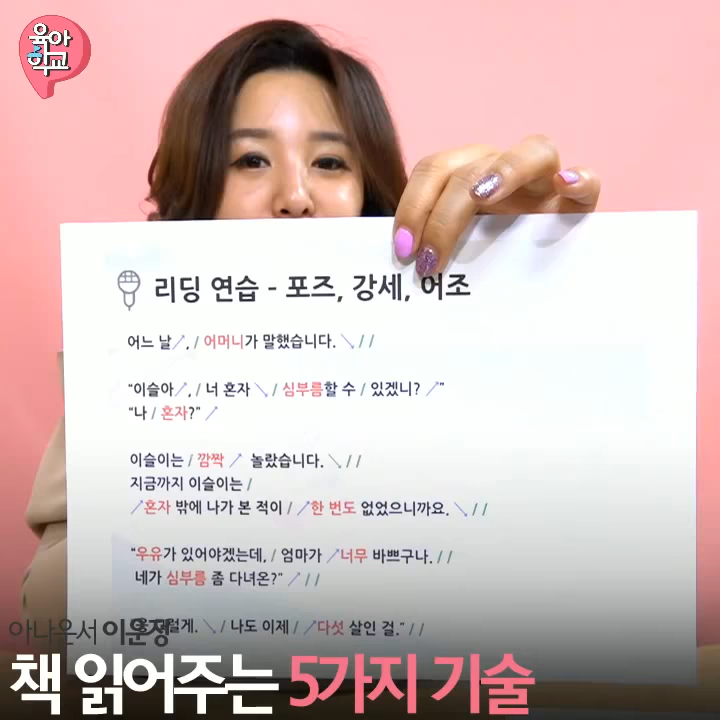 육아
학교
리딩 연습 - 포즈, 강세, 어조
어느 날↗, / 어머니가 말했습니다. ↘ / /
“이슬아↗, / 너 혼자 ↘ / 심부름할 수 / 있겠니? ↗”
“나 / 혼자?” ↗
이슬이는 / 깜짝 ↗ 놀랐습니다. ↘ / /
지금까지 이슬이는 /
↗혼자 밖에 나가 본 적이 / ↗한 번도 없었으니까요. ↘ / /
“우유가 있어야겠는데, / 엄마가 ↗너무 바쁘구나. / /
네가 심부름 좀 다녀온?” ↗ / /
↘ / 나도 이제 / ↗다섯 살인 걸.” / /
아나운서 이운정
책 읽어주는 5가지 기술